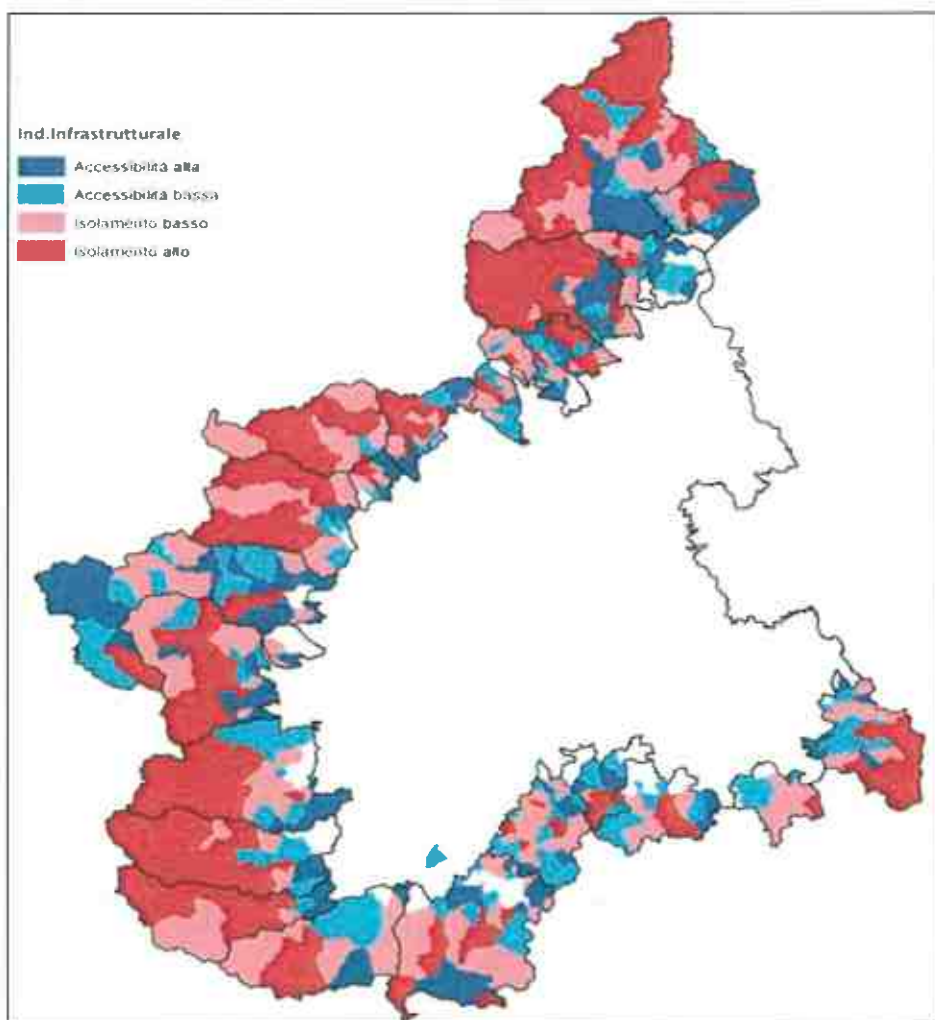 Ind.Infrastrutturale
Accessibilità alta
Accessibilità bassa
Isolamento basso
Isolamento alto